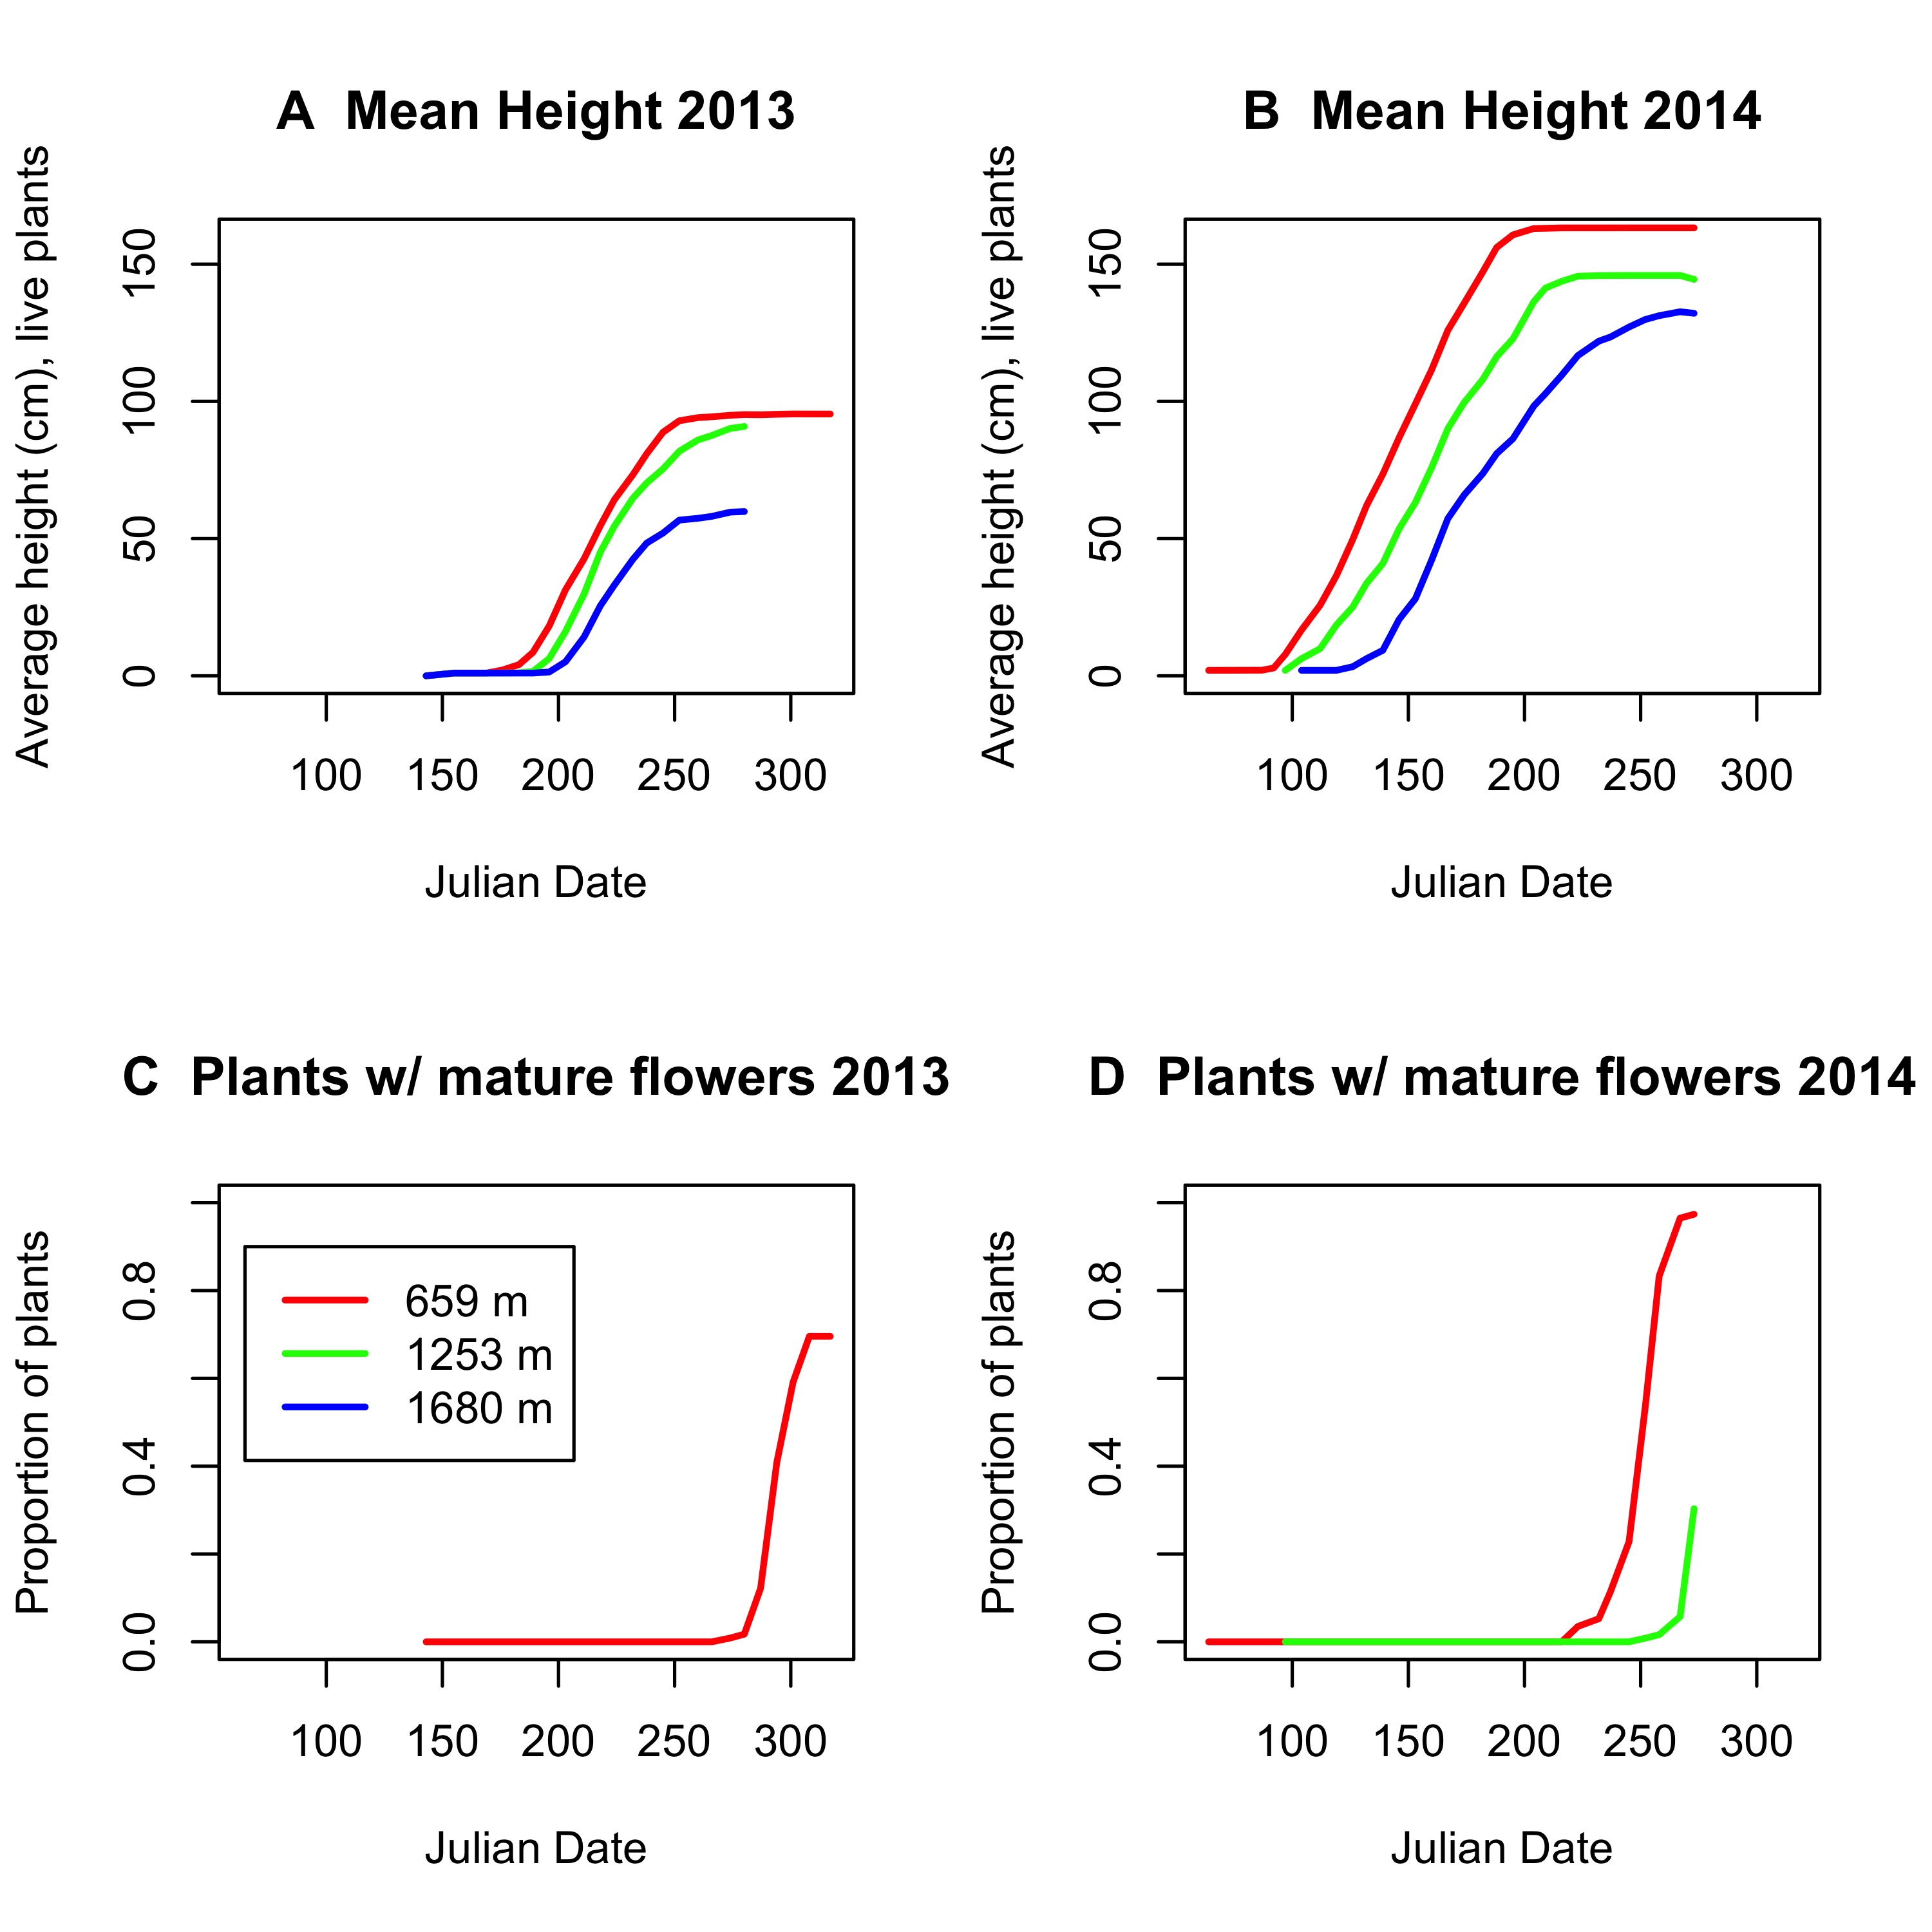 A  Mean Height 2013
Average height (cm), live plants
0 50 100 150
100 150 200 250 300
Julian Date
B  Mean Height 2014
Average height (cm), live plants
0 50 100 150
100 150 200 250 300
Julian Date
C  Plants w/ mature flowers 2013
Proportion of plants
0.0 0.4 0.8
659 m
1253 m
1680 m
100 150 200 250 300
Julian Date
D  Plants w/ mature flowers 2014
Proportion of plants
0.0 0.4 0.8
100 150 200 250 300
Julian Date